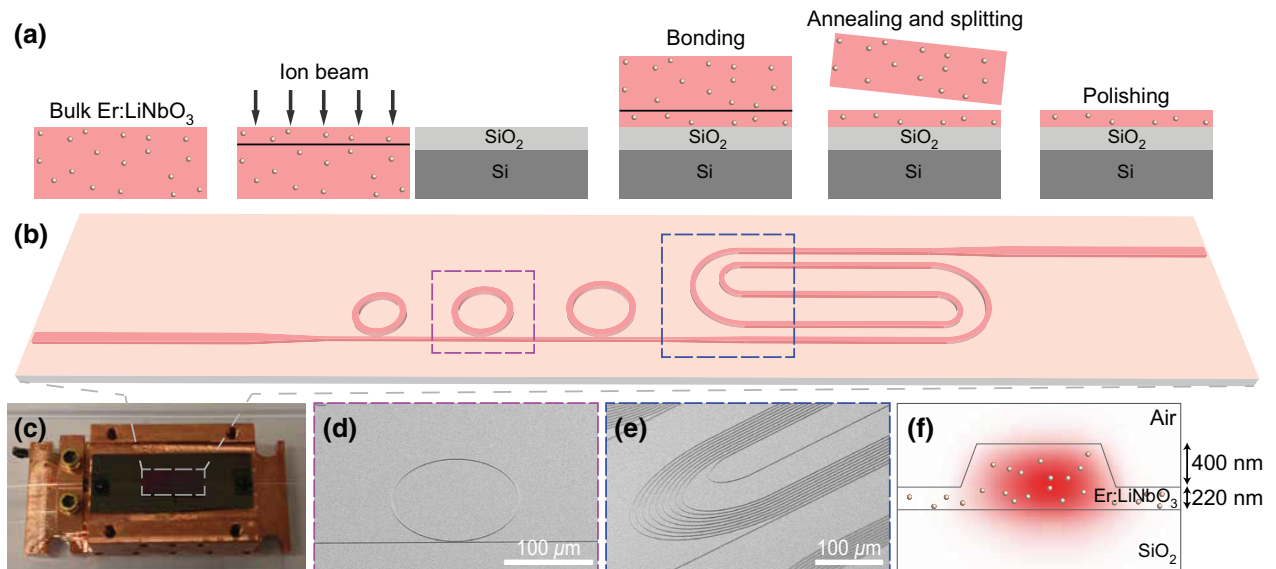 (a)
Bulk Er:LiNbO₃
Ion beam
SiO₂
Si
Bonding
SiO₂
Si
Annealing and splitting
SiO₂
Si
Polishing
SiO₂
Si
(b)
(c)
(d)
100 µm
(e)
100 µm
(f)
Air
400 nm
Er:LiNbO₃
220 nm
SiO₂